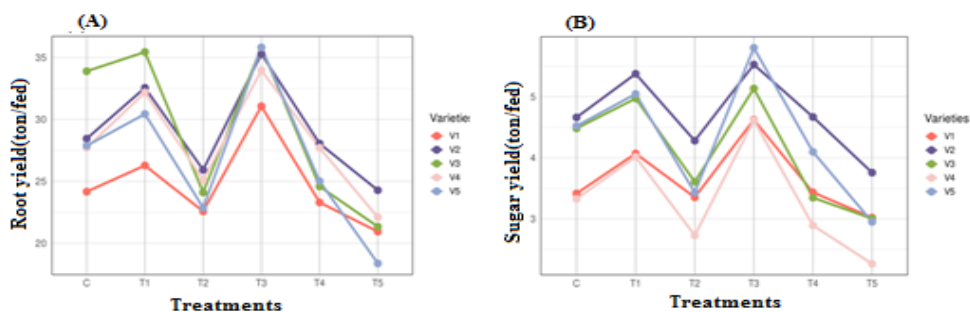 (A)
Root yield(ton/fed)
35
30
25
20
C T1 T2 T3 T4 T5
Treatments
Varieties
V1
V2
V3
V4
V5
(B)
Sugar yield(ton/fed)
5
4
3
C T1 T2 T3 T4 T5
Treatments
Varieties
V1
V2
V3
V4
V5